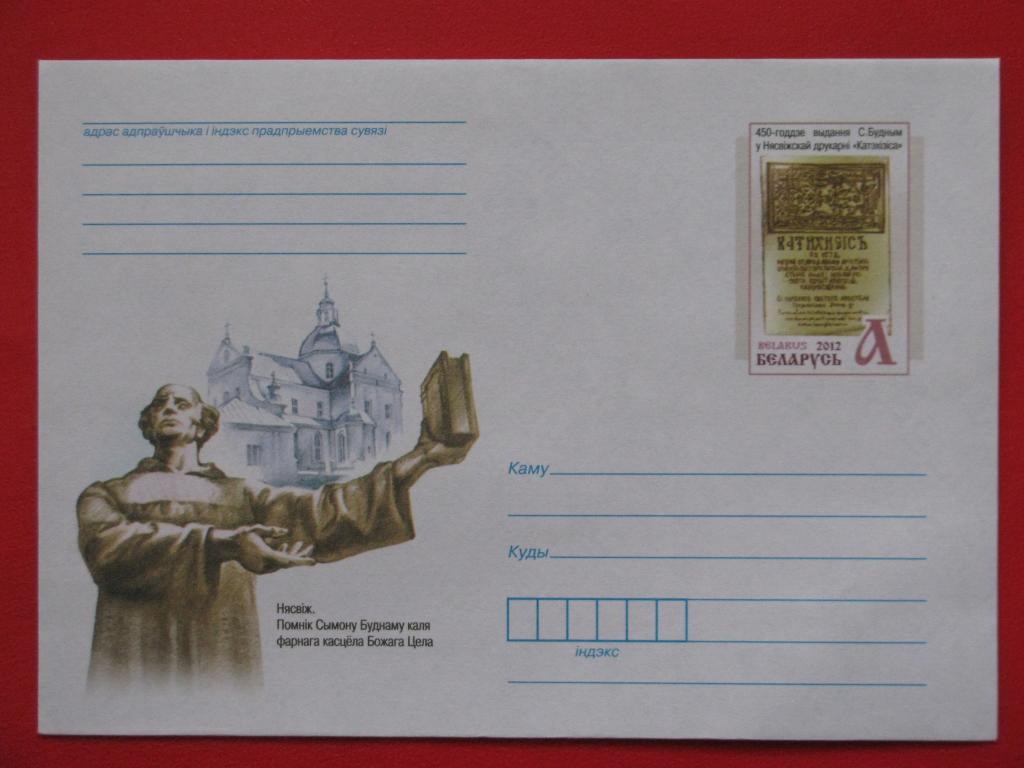 адрас адпраўшчыка і індэкс прадпрыемства сувязі
450-годдзе выдання С.Будным
у Нясвіжскай друкарні «Катэхізіса»
КАТИХИСІСЪ
BELARUS 2012
БЕЛАРУСЬ
А
Каму
Куды
індэкс
Нясвіж.
Помнік Сымону Буднаму каля
фарнага касцёла Божага Цела